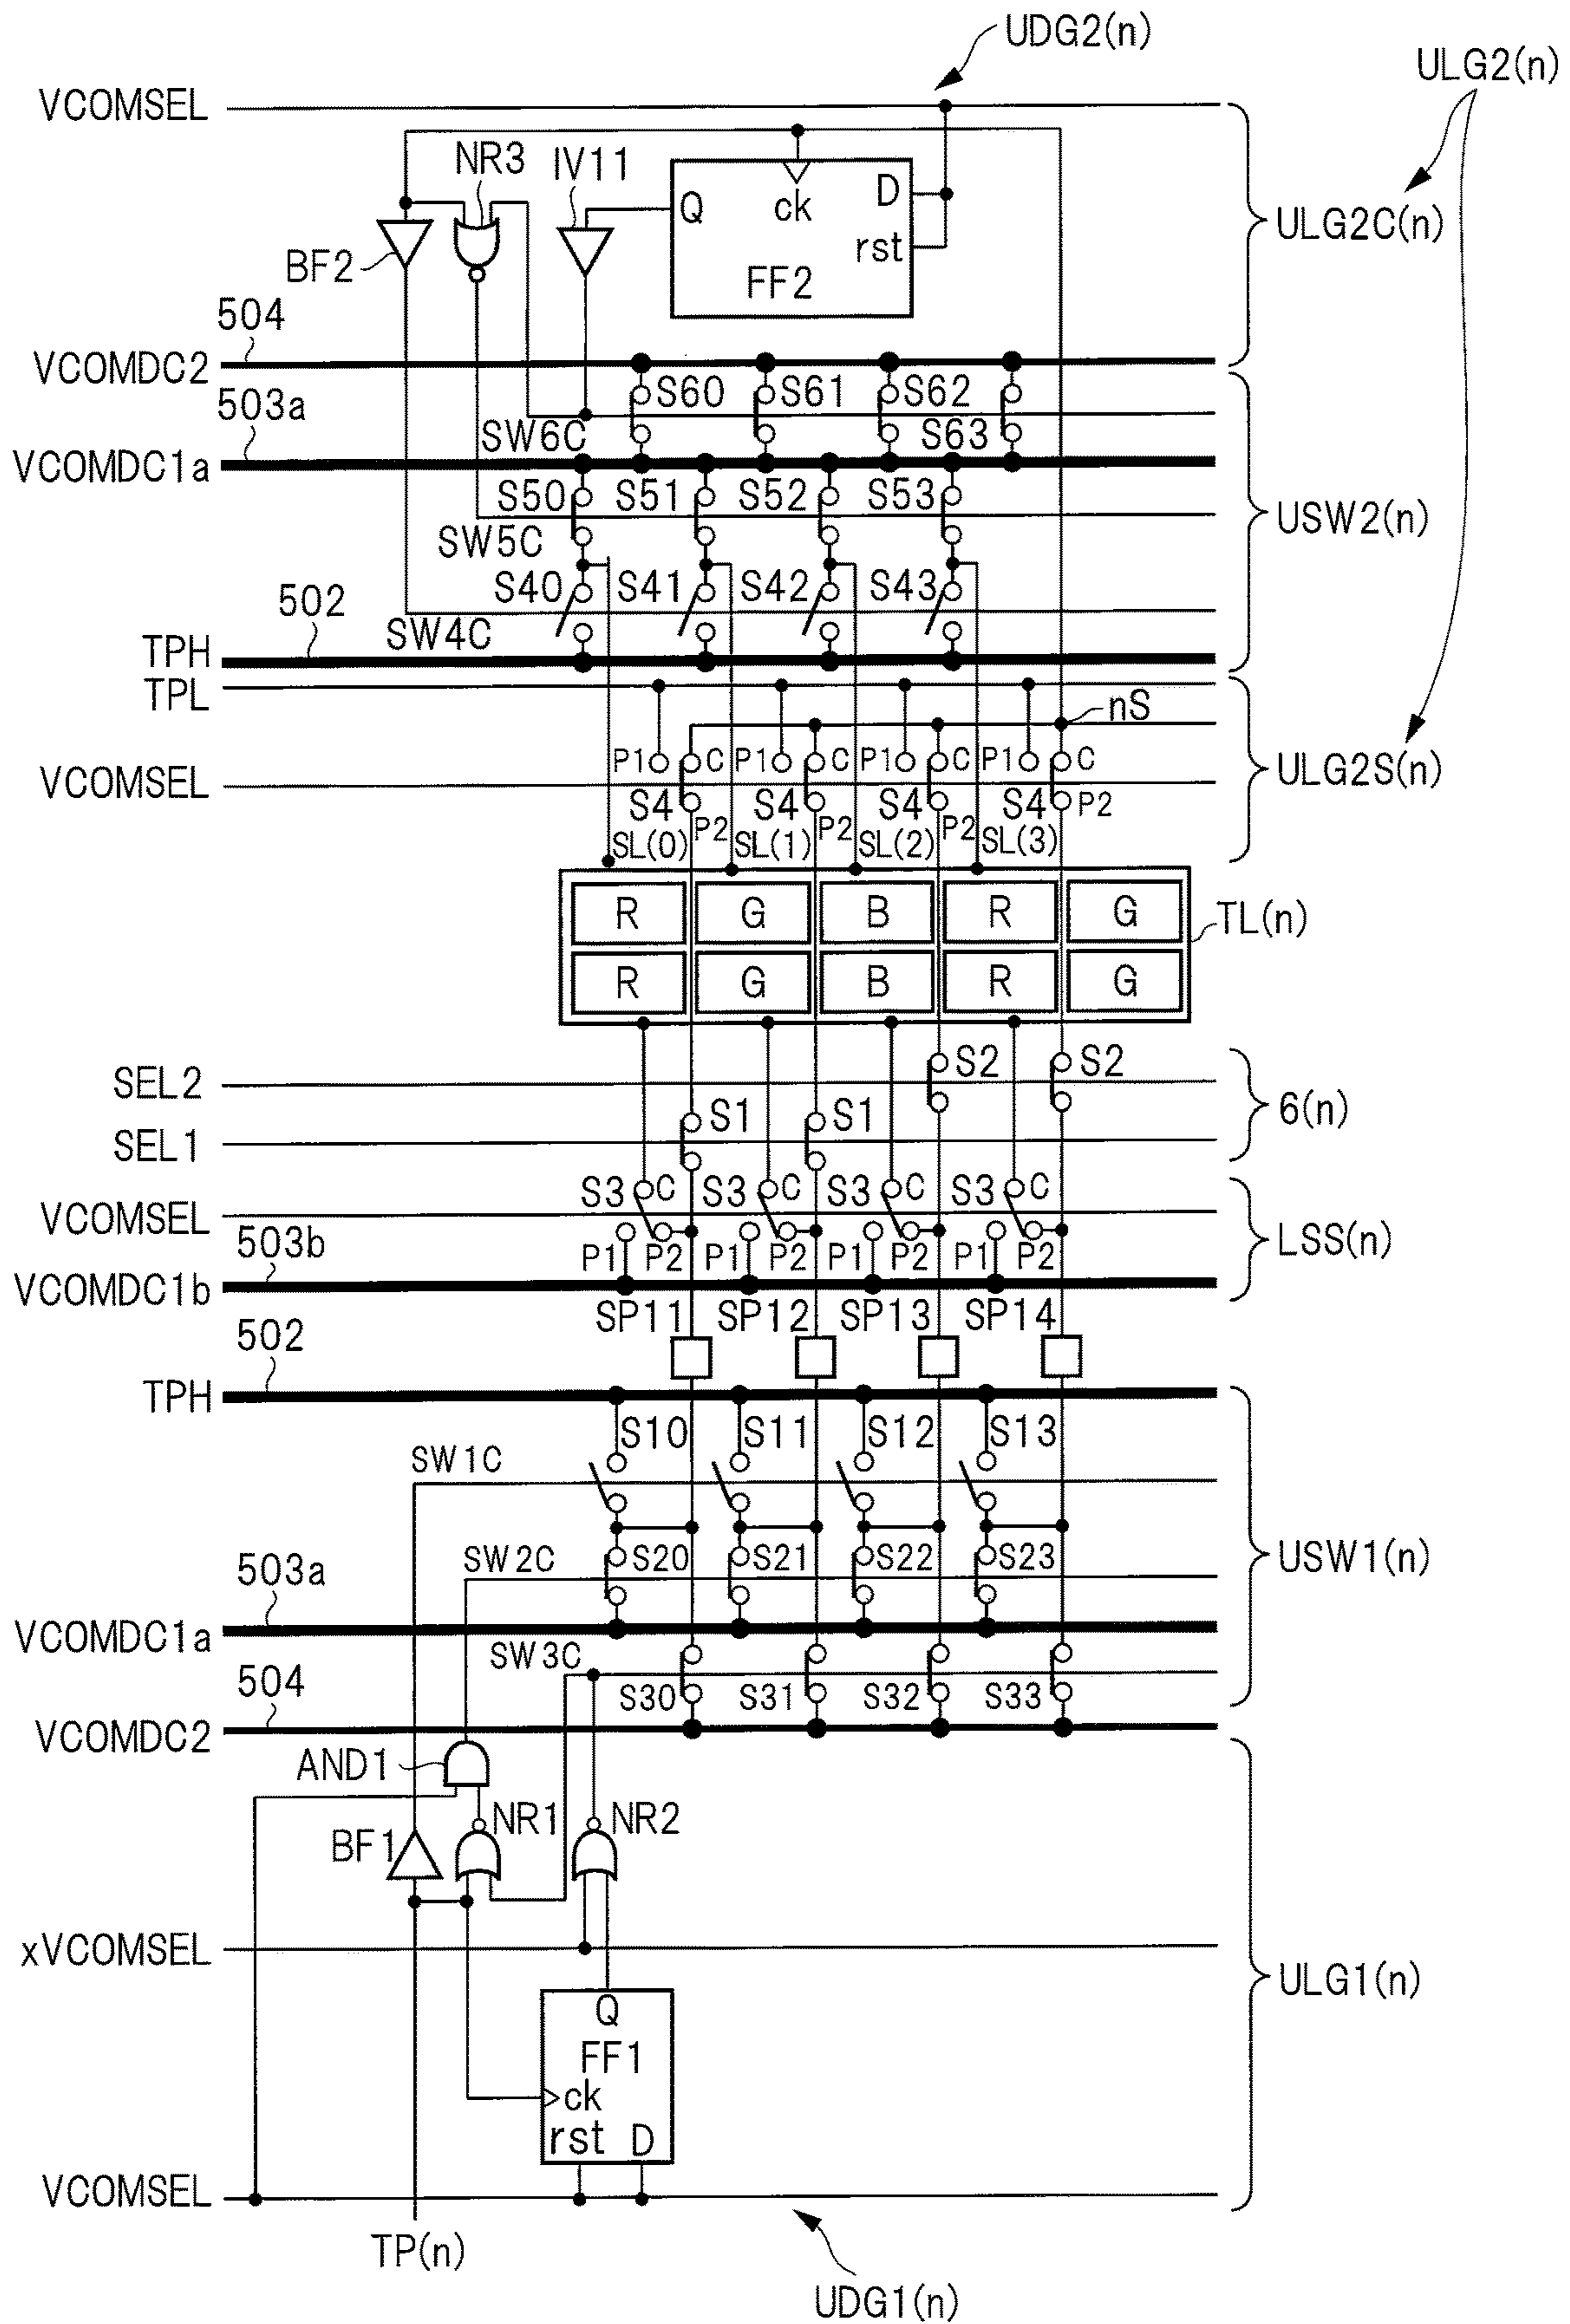 UDG2(n)
ULG2(n)
VCOMSEL
NR3 IV11
Q ck D
rst
FF2
BF2
ULG2C(n)
504
VCOMDC2
503a
S60 S61 S62
SW6C S63
VCOMDC1a
S50 S51 S52 S53
SW5C
USW2(n)
S40 S41 S42 S43
502
SW4C
TPH
TPL
nS
P1 C P1 C P1 C P1 C
VCOMSEL
S4 S4 S4 S4 P2
P2 P2 P2
SL(0) SL(1) SL(2) SL(3)
ULG2S(n)
R G B R G
TL(n)
R G B R G
SEL2
S2 S2
S1 S1
SEL1
6(n)
S3 C S3 C S3 C S3 C
VCOMSEL
503b
P1 P2 P1 P2 P1 P2 P1 P2
LSS(n)
VCOMDC1b
SP11 SP12 SP13 SP14
502
TPH
S10 S11 S12 S13
SW1C
SW2C
S20 S21 S22 S23
USW1(n)
503a
VCOMDC1a
SW3C
504
S30 S31 S32 S33
VCOMDC2
AND1
BF1 NR1 NR2
xVCOMSEL
ULG1(n)
Q
FF1
ck
rst D
VCOMSEL
TP(n)
UDG1(n)